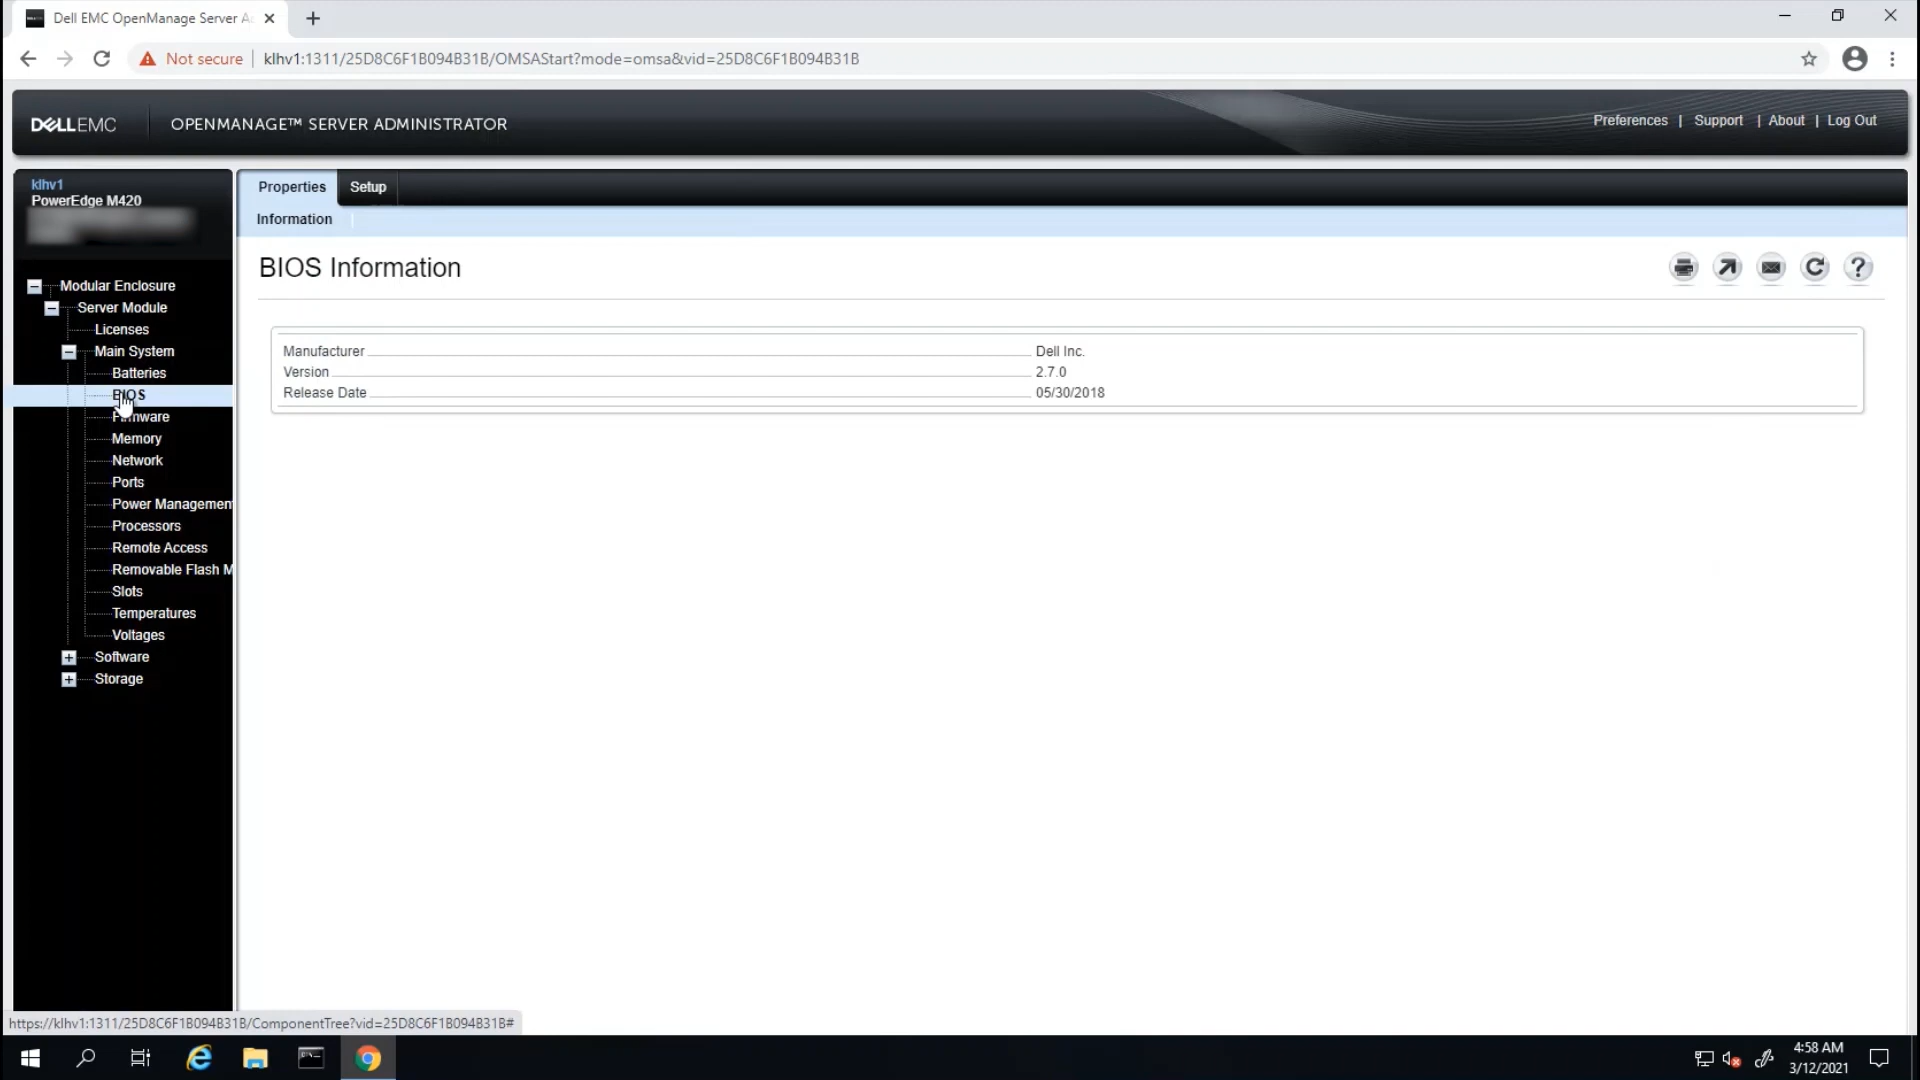 Dell EMC OpenManage Server A
Not secure
klhv1:1311/25D8C6F1B094B31B/OMSAStart?mode=omsa&vid=25D8C6F1B094B31B
DELLEMC
OPENMANAGE™ SERVER ADMINISTRATOR
Preferences | Support | About | Log Out
klhv1
PowerEdge M420
Properties
Setup
Information
BIOS Information
Manufacturer Dell Inc.
Version 2.7.0
Release Date 05/30/2018
Modular Enclosure
Server Module
Licenses
Main System
Batteries
BIOS
Firmware
Memory
Network
Ports
Power Managemen
Processors
Remote Access
Removable Flash M
Slots
Temperatures
Voltages
Software
Storage
https://klhv1:1311/25D8C6F1B094B31B/ComponentTree?vid=25D8C6F1B094B31B#
4:58 AM
3/12/2021